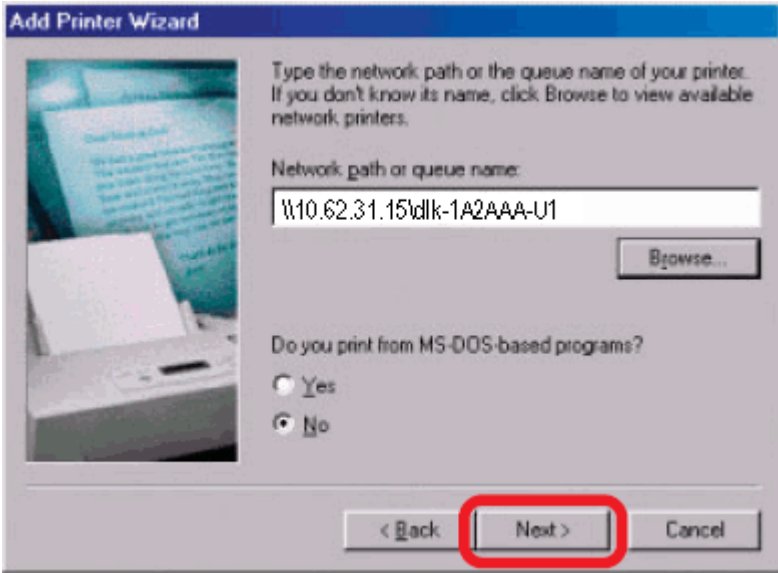 Add Printer Wizard
Type the network path or the queue name of your printer.
If you don't know its name, click Browse to view available
network printers.
Network path or queue name:
\\10.62.31.15\dlk-1A2AAA-U1
Browse...
Do you print from MS-DOS-based programs?
Yes
No
< Back
Next >
Cancel